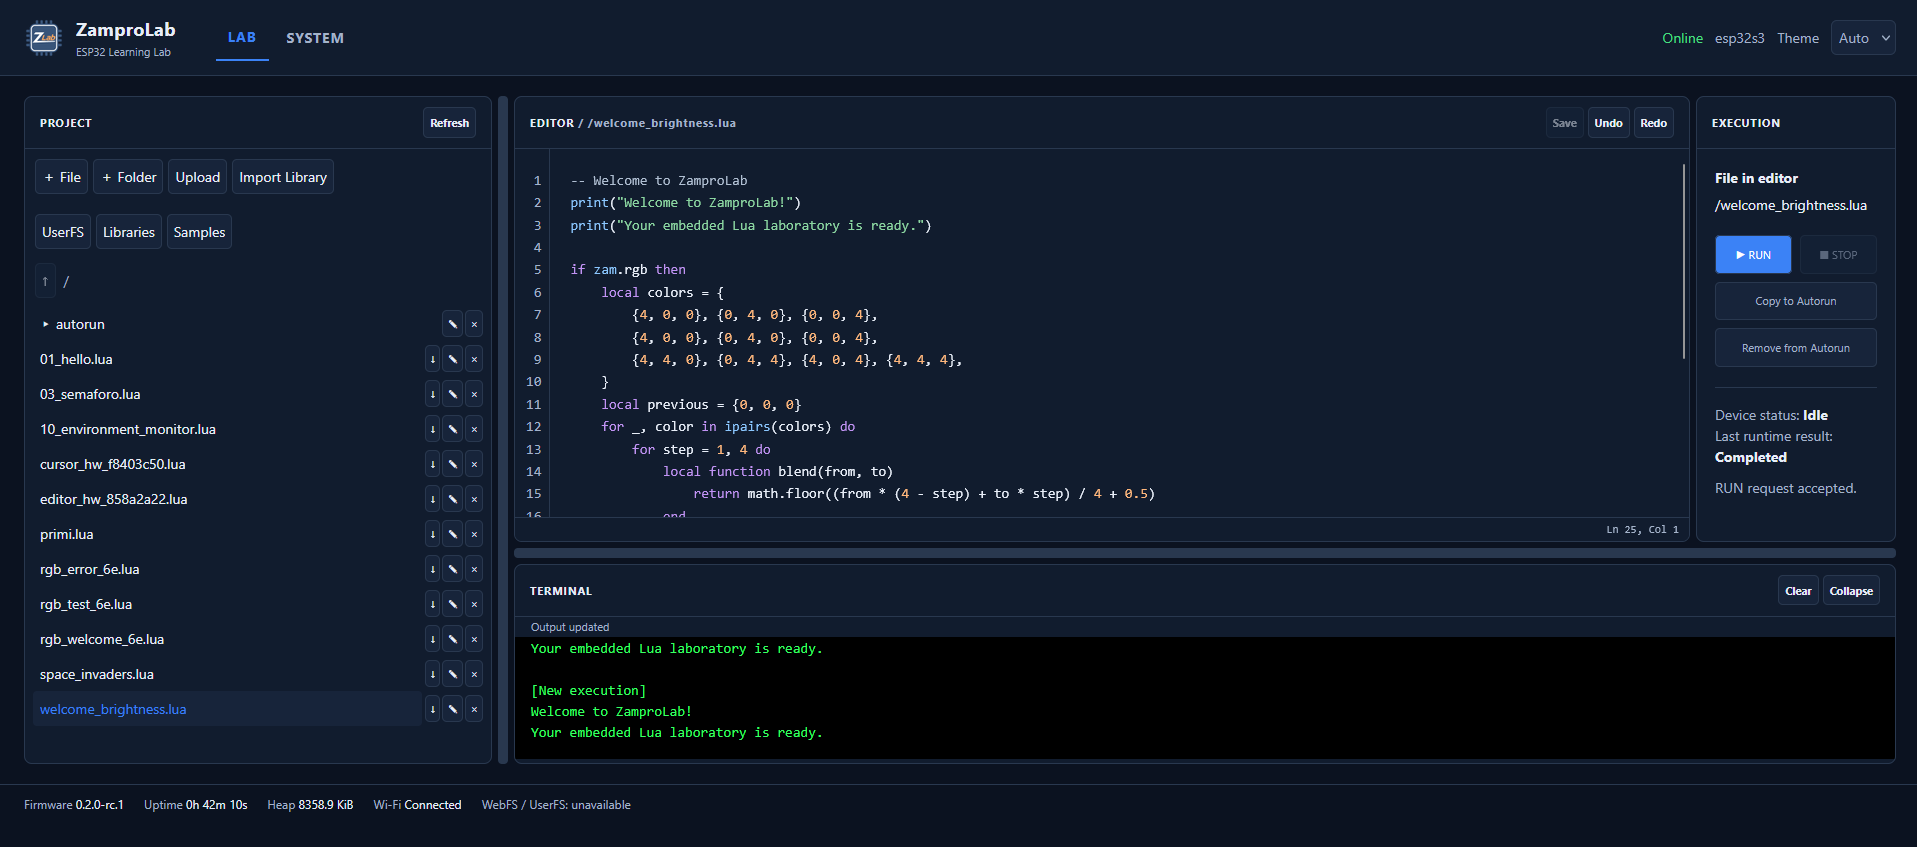 ZLab
ZamproLab
ESP32 Learning Lab
LAB SYSTEM
Online esp32s3 Theme Auto
PROJECT Refresh
+ File + Folder Upload Import Library
UserFS Libraries Samples
↑ /
▸ autorun
01_hello.lua
03_semaforo.lua
10_environment_monitor.lua
cursor_hw_f8403c50.lua
editor_hw_858a2a22.lua
primi.lua
rgb_error_6e.lua
rgb_test_6e.lua
rgb_welcome_6e.lua
space_invaders.lua
welcome_brightness.lua
EDITOR / /welcome_brightness.lua Save Undo Redo
1 -- Welcome to ZamproLab
2 print("Welcome to ZamproLab!")
3 print("Your embedded Lua laboratory is ready.")
4
5 if zam.rgb then
6 local colors = {
7 {4, 0, 0}, {0, 4, 0}, {0, 0, 4},
8 {4, 0, 0}, {0, 4, 0}, {0, 0, 4},
9 {4, 4, 0}, {0, 4, 4}, {4, 0, 4}, {4, 4, 4},
10 }
11 local previous = {0, 0, 0}
12 for _, color in ipairs(colors) do
13 for step = 1, 4 do
14 local function blend(from, to)
15 return math.floor((from * (4 - step) + to * step) / 4 + 0.5)
16 end
Ln 25, Col 1
EXECUTION
File in editor
/welcome_brightness.lua
▶ RUN ■ STOP
Copy to Autorun
Remove from Autorun
Device status: Idle
Last runtime result:
Completed
RUN request accepted.
TERMINAL Clear Collapse
Output updated
Your embedded Lua laboratory is ready.
[New execution]
Welcome to ZamproLab!
Your embedded Lua laboratory is ready.
Firmware 0.2.0-rc.1 Uptime 0h 42m 10s Heap 8358.9 KiB Wi-Fi Connected WebFS / UserFS: unavailable